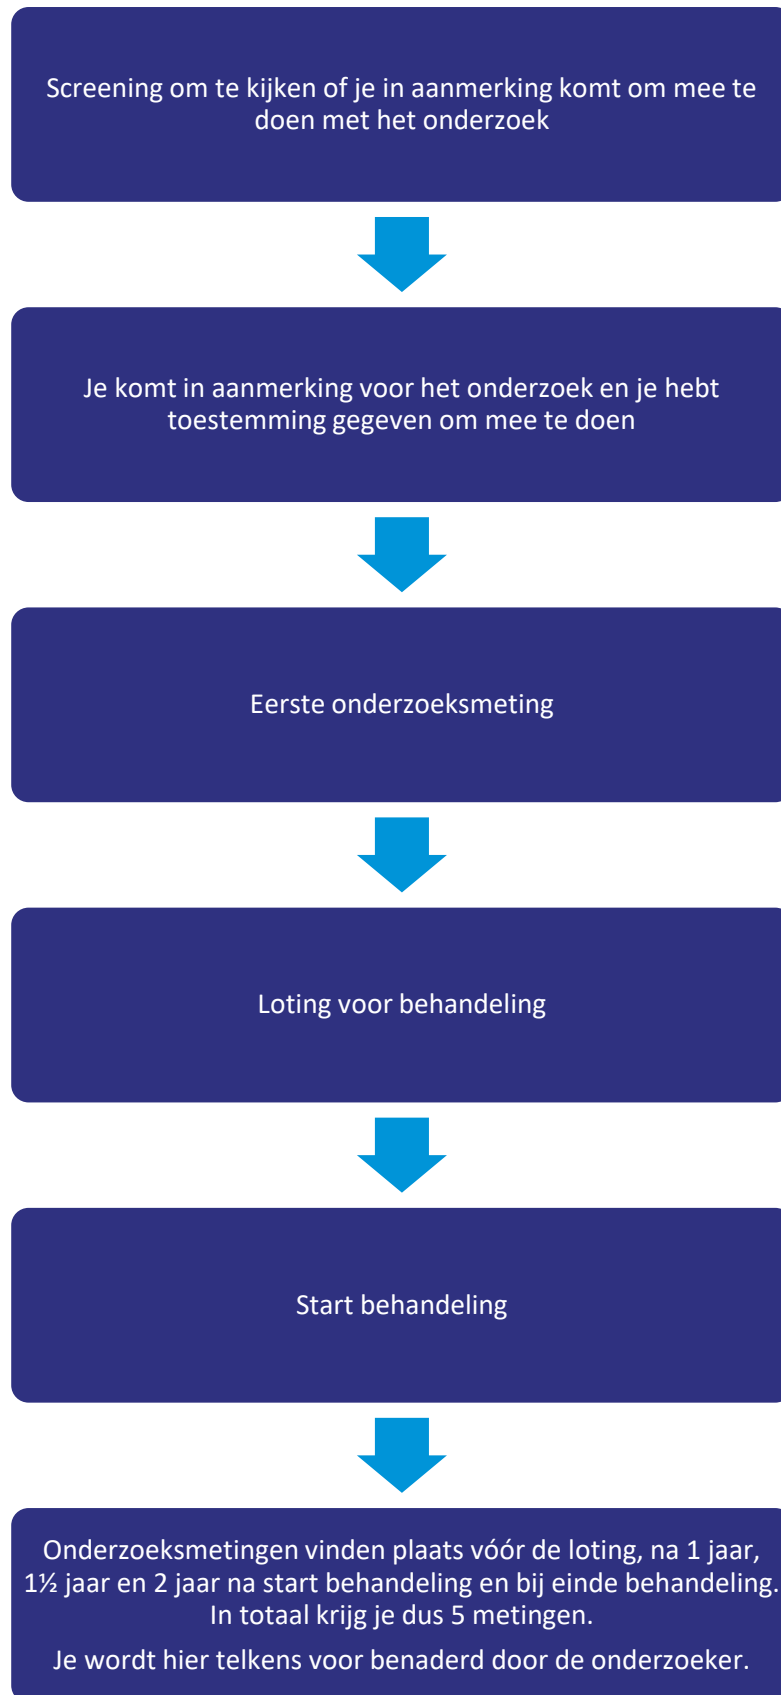 Screening om te kijken of je in aanmerking komt om mee te
doen met het onderzoek
Je komt in aanmerking voor het onderzoek en je hebt
toestemming gegeven om mee te doen
Eerste onderzoeksmeting
Loting voor behandeling
Start behandeling
Onderzoeksmetingen vinden plaats vóór de loting, na 1 jaar,
1½ jaar en 2 jaar na start behandeling en bij einde behandeling.
In totaal krijg je dus 5 metingen.
Je wordt hier telkens voor benaderd door de onderzoeker.